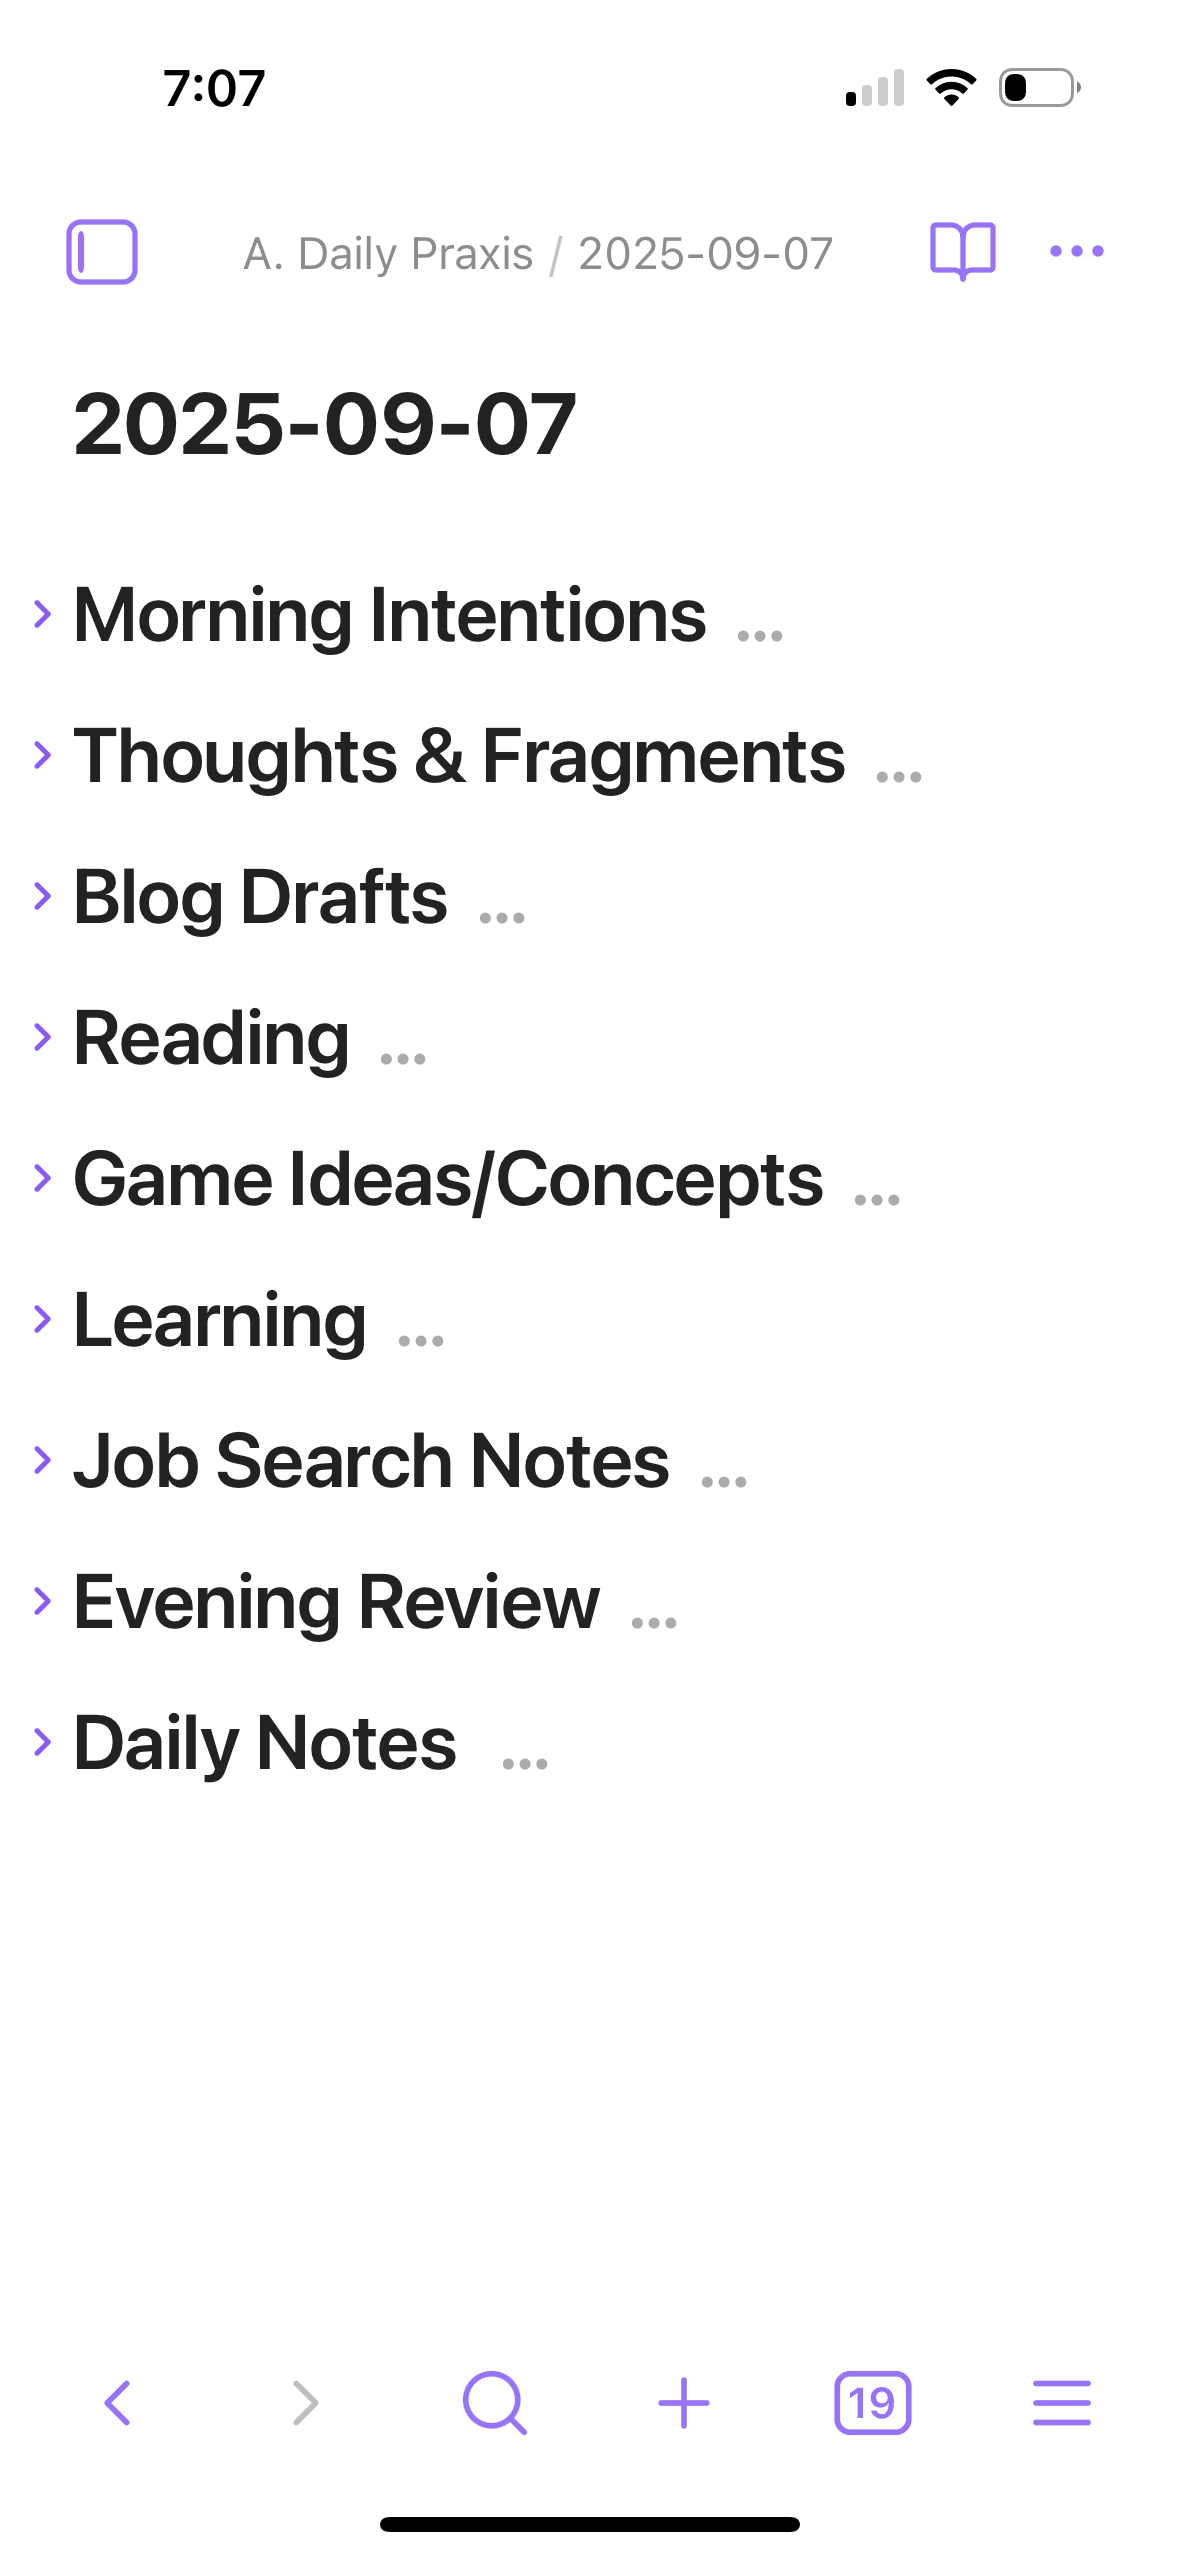 7:07
A. Daily Praxis / 2025-09-07
2025-09-07
Morning Intentions ...
Thoughts & Fragments ...
Blog Drafts ...
Reading ...
Game Ideas/Concepts ...
Learning ...
Job Search Notes ...
Evening Review ...
Daily Notes ...
19